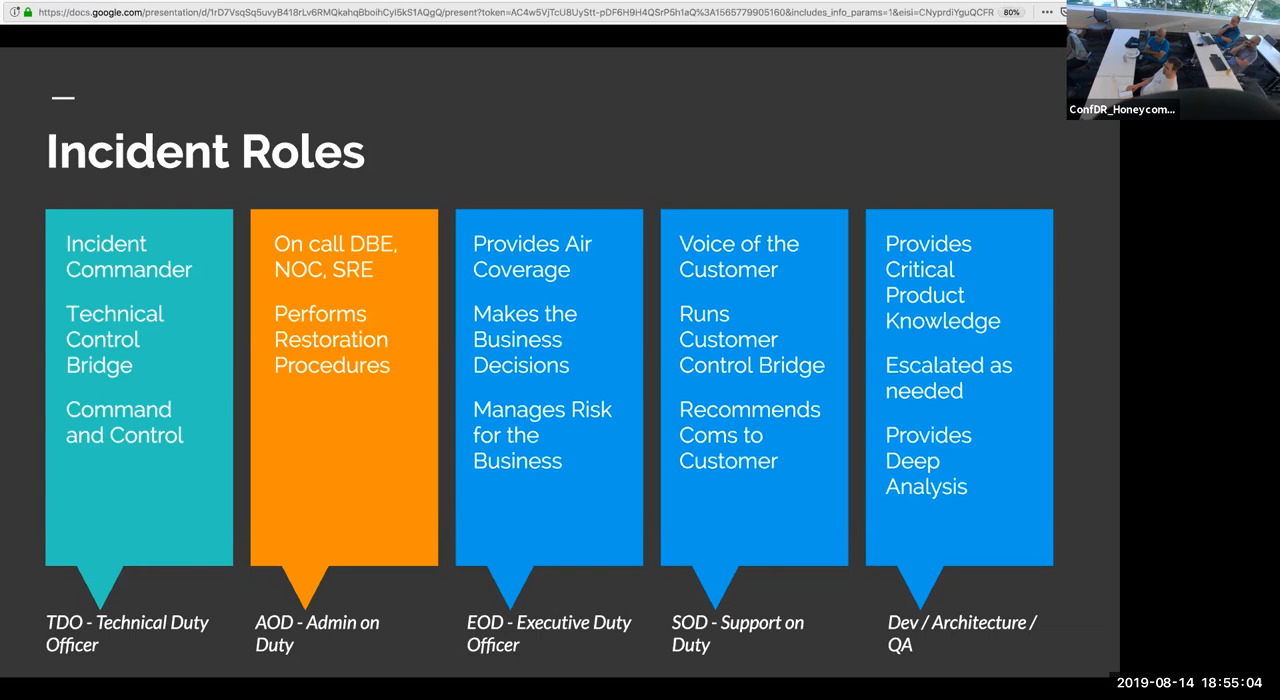 https://docs.google.com/presentation/d/1rD7VsqSq5uvyB418rLv6RMQkahqBboihCyl5kS1AQgQ/present?token=AC4w5VjTcU8UyStt-pDF6H9H4QSrP5h1aQ%3A1565779905160&includes_info_params=1&eisi=CNyprdiYguQCFR 80%
ConfDR_Honeycom...
Incident Roles
Incident
Commander
Technical
Control
Bridge
Command
and Control
TDO - Technical Duty
Officer
On call DBE,
NOC, SRE
Performs
Restoration
Procedures
AOD - Admin on
Duty
Provides Air
Coverage
Makes the
Business
Decisions
Manages Risk
for the
Business
EOD - Executive Duty
Officer
Voice of the
Customer
Runs
Customer
Control Bridge
Recommends
Coms to
Customer
SOD - Support on
Duty
Provides
Critical
Product
Knowledge
Escalated as
needed
Provides
Deep
Analysis
Dev / Architecture /
QA
2019-08-14 18:55:04